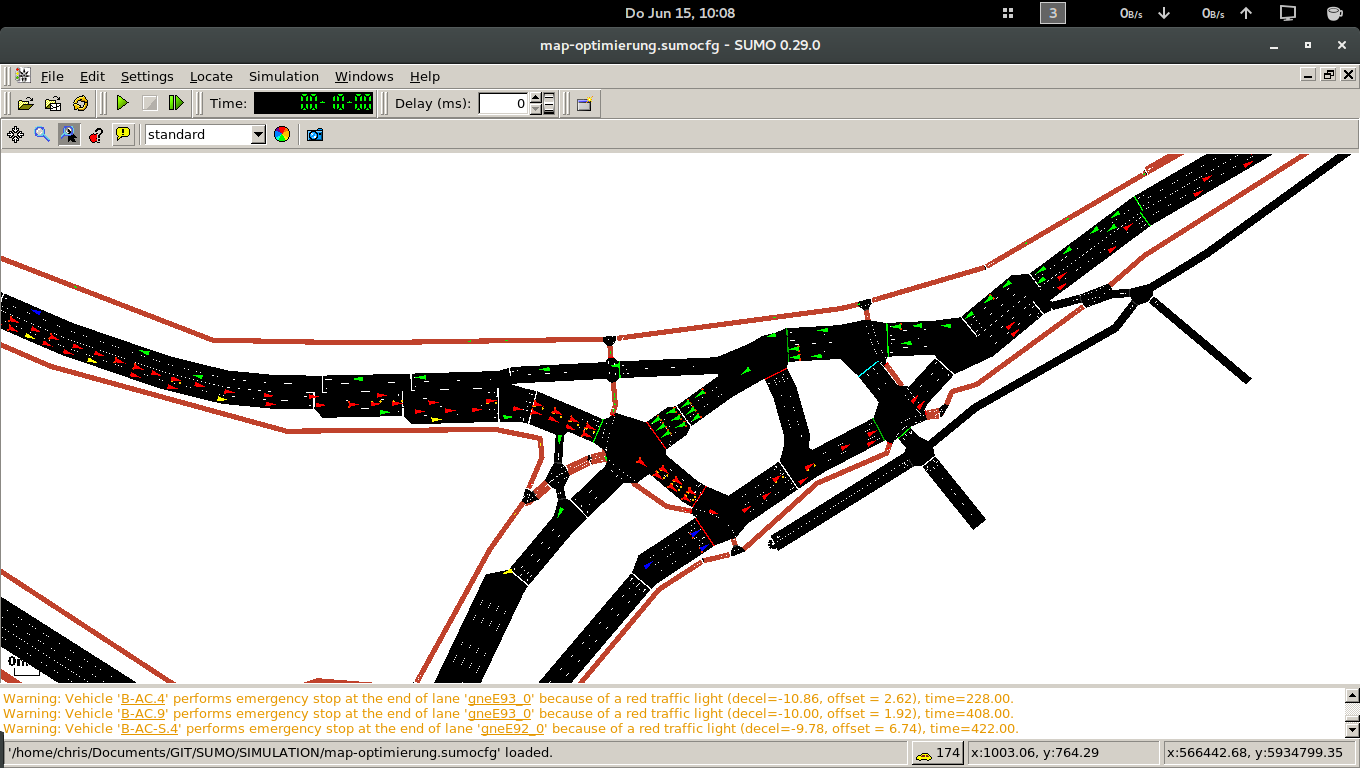 Do Jun 15, 10:08
3
0B/s
0B/s
map-optimierung.sumocfg - SUMO 0.29.0
File Edit Settings Locate Simulation Windows Help
Time:
Delay (ms): 0
standard
Warning: Vehicle 'B-AC.4' performs emergency stop at the end of lane 'gneE93_0' because of a red traffic light (decel=-10.86, offset = 2.62), time=228.00.
Warning: Vehicle 'B-AC.9' performs emergency stop at the end of lane 'gneE93_0' because of a red traffic light (decel=-10.00, offset = 1.92), time=408.00.
Warning: Vehicle 'B-AC-S.4' performs emergency stop at the end of lane 'gneE92_0' because of a red traffic light (decel=-9.78, offset = 6.74), time=422.00.
'/home/chris/Documents/GIT/SUMO/SIMULATION/map-optimierung.sumocfg' loaded.
174
x:1003.06, y:764.29
x:566442.68, y:5934799.35